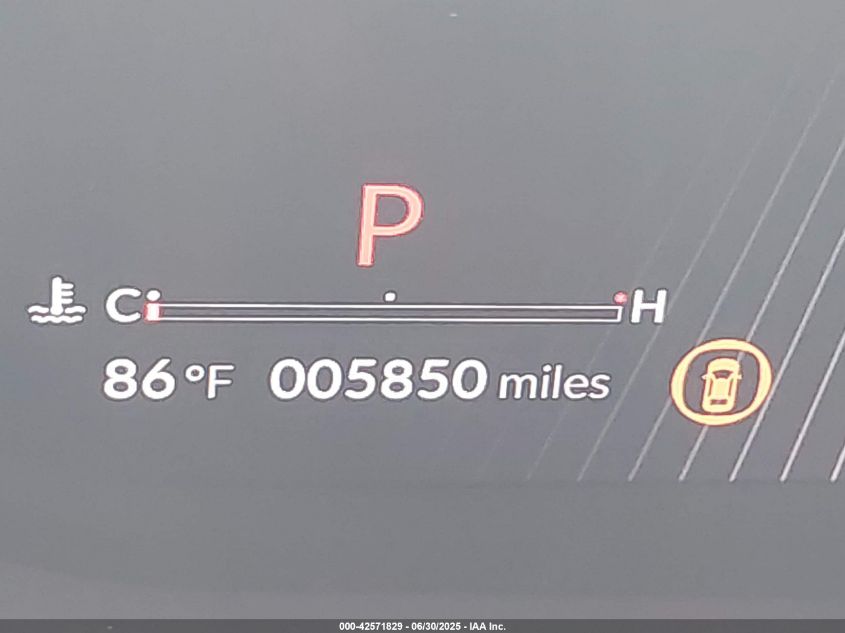 P
C H
86 °F 005850 miles
000-42571829 - 06/30/2025 - IAA Inc.